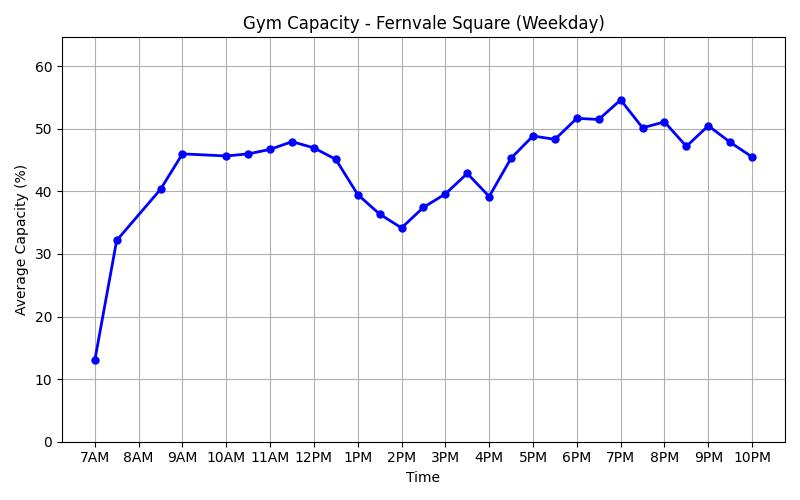 Gym Capacity - Fernvale Square (Weekday)
Average Capacity (%)
60
50
40
30
20
10
0
7AM 8AM 9AM 10AM 11AM 12PM 1PM 2PM 3PM 4PM 5PM 6PM 7PM 8PM 9PM 10PM
Time